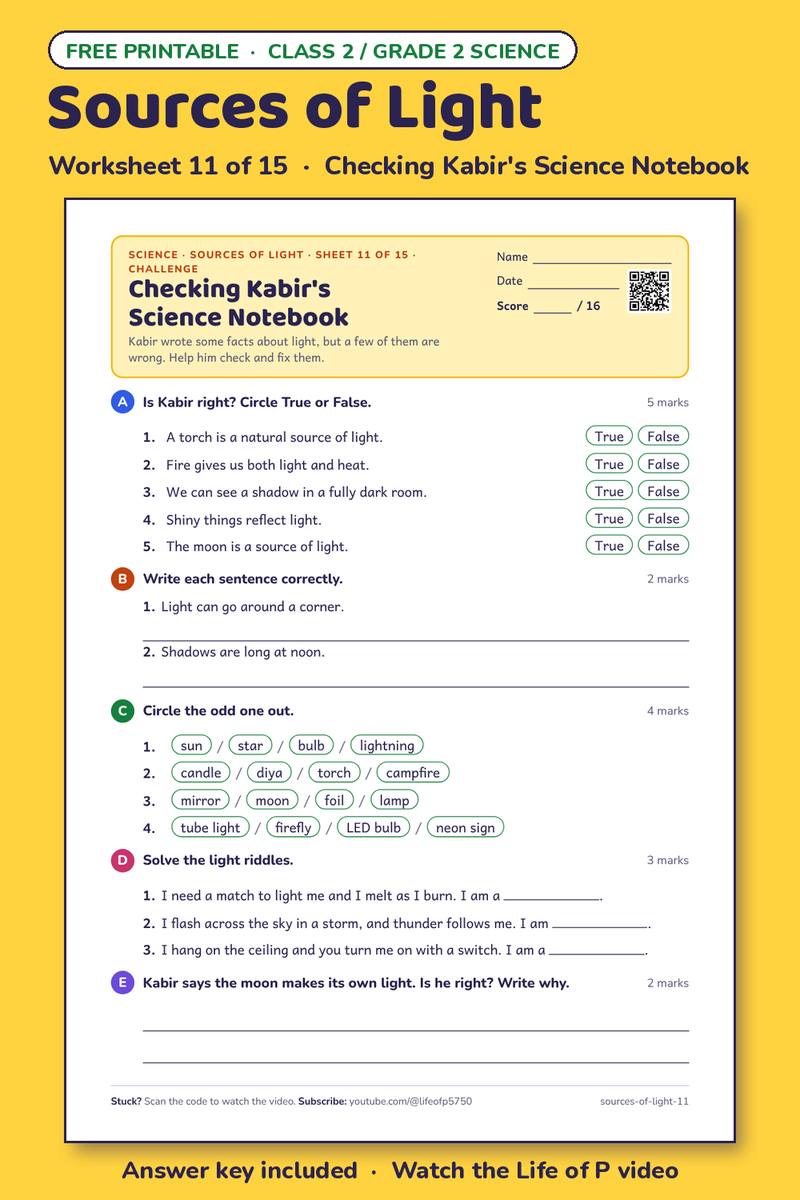 FREE PRINTABLE · CLASS 2 / GRADE 2 SCIENCE
Sources of Light
Worksheet 11 of 15 · Checking Kabir's Science Notebook
SCIENCE · SOURCES OF LIGHT · SHEET 11 OF 15 ·
CHALLENGE
Checking Kabir's
Science Notebook
Kabir wrote some facts about light, but a few of them are
wrong. Help him check and fix them.
Name
Date
Score / 16
A Is Kabir right? Circle True or False. 5 marks
1. A torch is a natural source of light. True False
2. Fire gives us both light and heat. True False
3. We can see a shadow in a fully dark room. True False
4. Shiny things reflect light. True False
5. The moon is a source of light. True False
B Write each sentence correctly. 2 marks
1. Light can go around a corner.
2. Shadows are long at noon.
C Circle the odd one out. 4 marks
1. sun / star / bulb / lightning
2. candle / diya / torch / campfire
3. mirror / moon / foil / lamp
4. tube light / firefly / LED bulb / neon sign
D Solve the light riddles. 3 marks
1. I need a match to light me and I melt as I burn. I am a ____.
2. I flash across the sky in a storm, and thunder follows me. I am ____.
3. I hang on the ceiling and you turn me on with a switch. I am a ____.
E Kabir says the moon makes its own light. Is he right? Write why. 2 marks
Stuck? Scan the code to watch the video. Subscribe: youtube.com/@lifeofp5750 sources-of-light-11
Answer key included · Watch the Life of P video